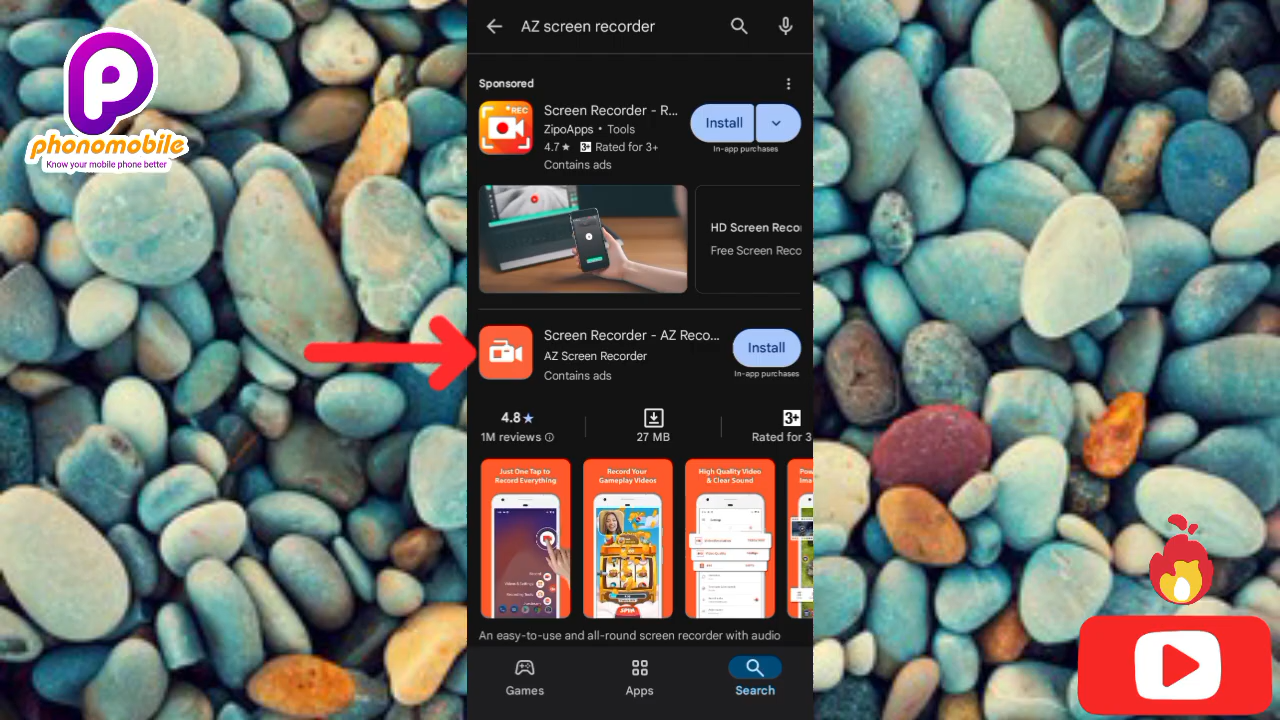 phonomobile
Know your mobile phone better
AZ screen recorder
Sponsored
REC
Screen Recorder - R...
ZipoApps • Tools
4.7★ 3+ Rated for 3+
Contains ads
Install
In-app purchases
HD Screen Reco
Free Screen Reco
Screen Recorder - AZ Reco...
AZ Screen Recorder
Contains ads
Install
In-app purchases
4.8★
1M reviews
27 MB
3+
Rated for 3
Just One Tap to
Record Everything
Record Your
Gameplay Videos
High Quality Video
& Clear Sound
SPIN
An easy-to-use and all-round screen recorder with audio
Games
Apps
Search